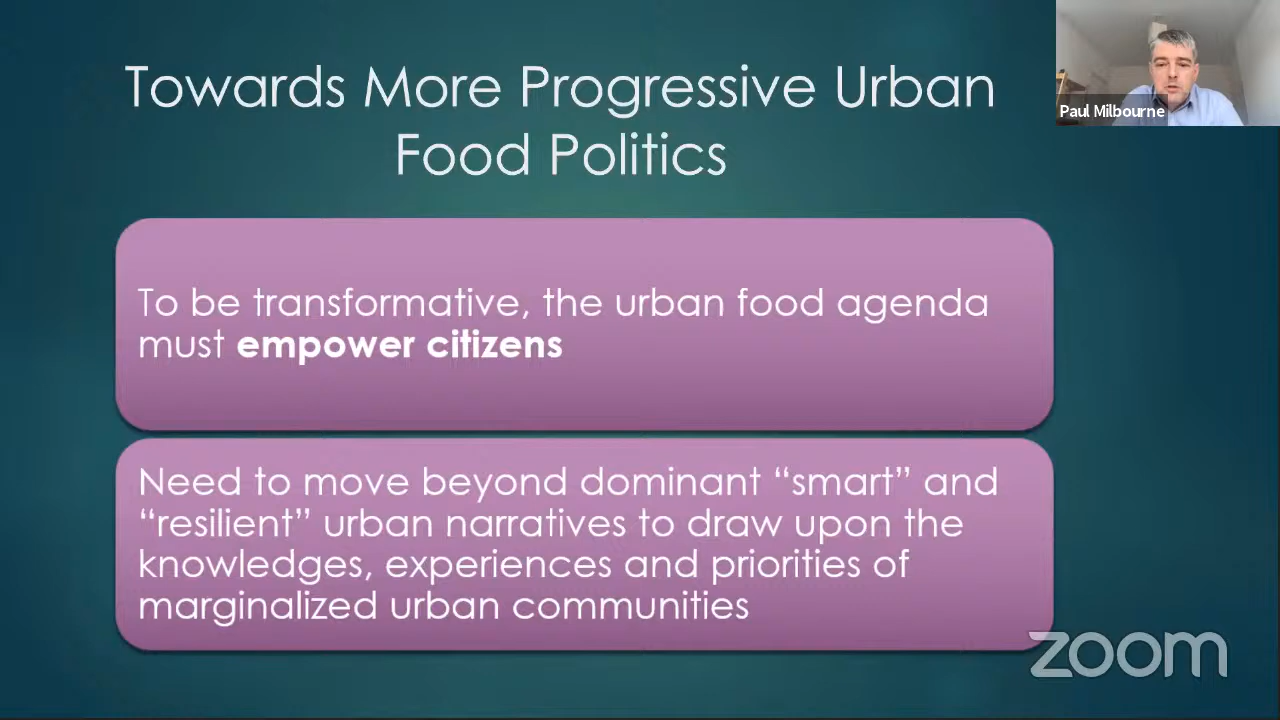 Towards More Progressive Urban
Food Politics
Paul Milbourne
To be transformative, the urban food agenda
must empower citizens
Need to move beyond dominant “smart” and
“resilient” urban narratives to draw upon the
knowledges, experiences and priorities of
marginalized urban communities
zoom